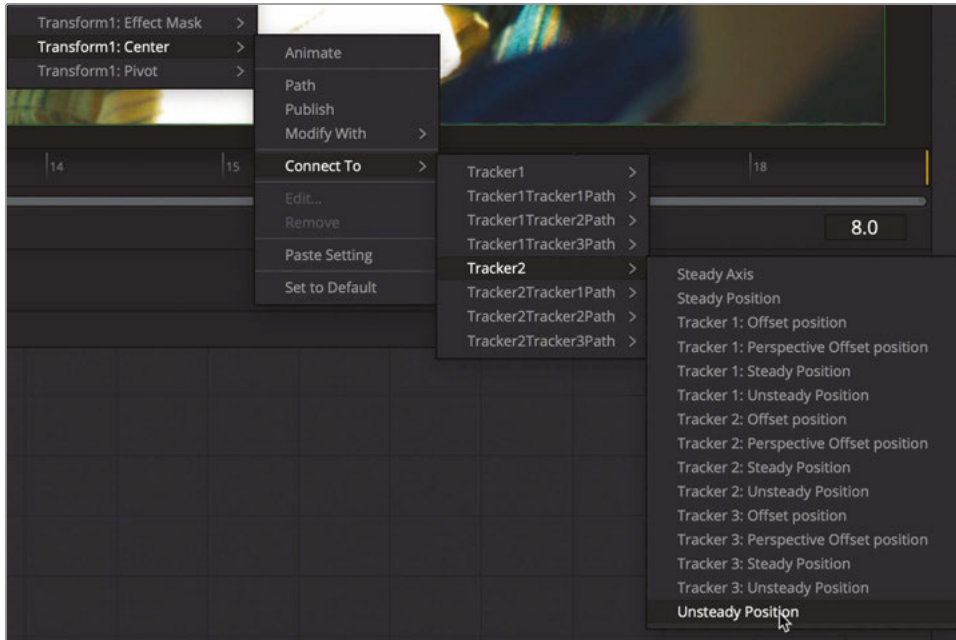 Transform1: Effect Mask >
Transform1: Center >
Transform1: Pivot >
Animate
Path
Publish
Modify With >
Connect To >
Edit...
Remove
Paste Setting
Set to Default
14
15
18
8.0
Tracker1 >
Tracker1Tracker1Path >
Tracker1Tracker2Path >
Tracker1Tracker3Path >
Tracker2 >
Tracker2Tracker1Path >
Tracker2Tracker2Path >
Tracker2Tracker3Path >
Steady Axis
Steady Position
Tracker 1: Offset position
Tracker 1: Perspective Offset position
Tracker 1: Steady Position
Tracker 1: Unsteady Position
Tracker 2: Offset position
Tracker 2: Perspective Offset position
Tracker 2: Steady Position
Tracker 2: Unsteady Position
Tracker 3: Offset position
Tracker 3: Perspective Offset position
Tracker 3: Steady Position
Tracker 3: Unsteady Position
Unsteady Position